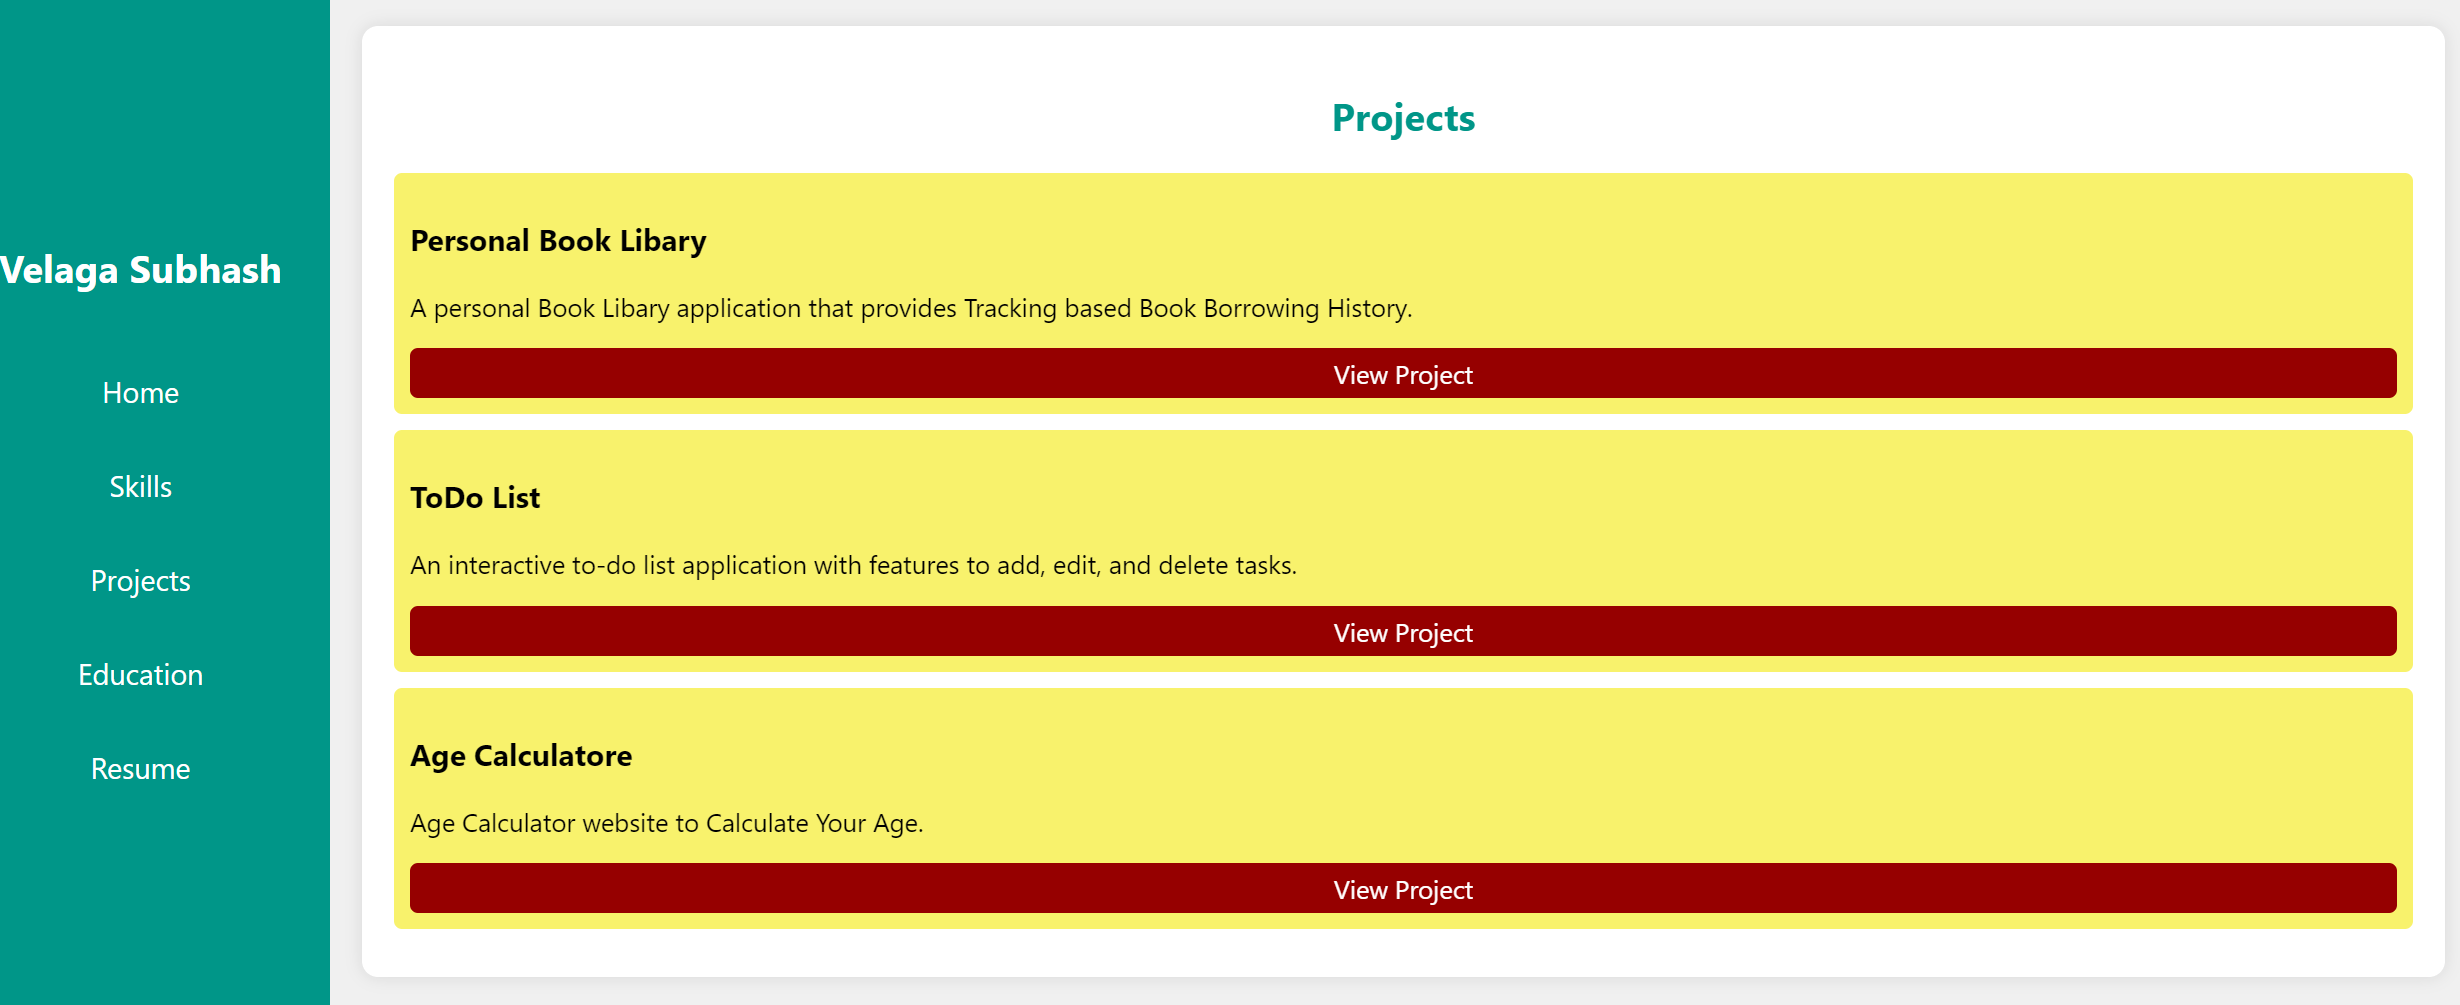 Velaga Subhash
Home
Skills
Projects
Education
Resume
Projects
Personal Book Libary
A personal Book Libary application that provides Tracking based Book Borrowing History.
View Project
ToDo List
An interactive to-do list application with features to add, edit, and delete tasks.
View Project
Age Calculatore
Age Calculator website to Calculate Your Age.
View Project